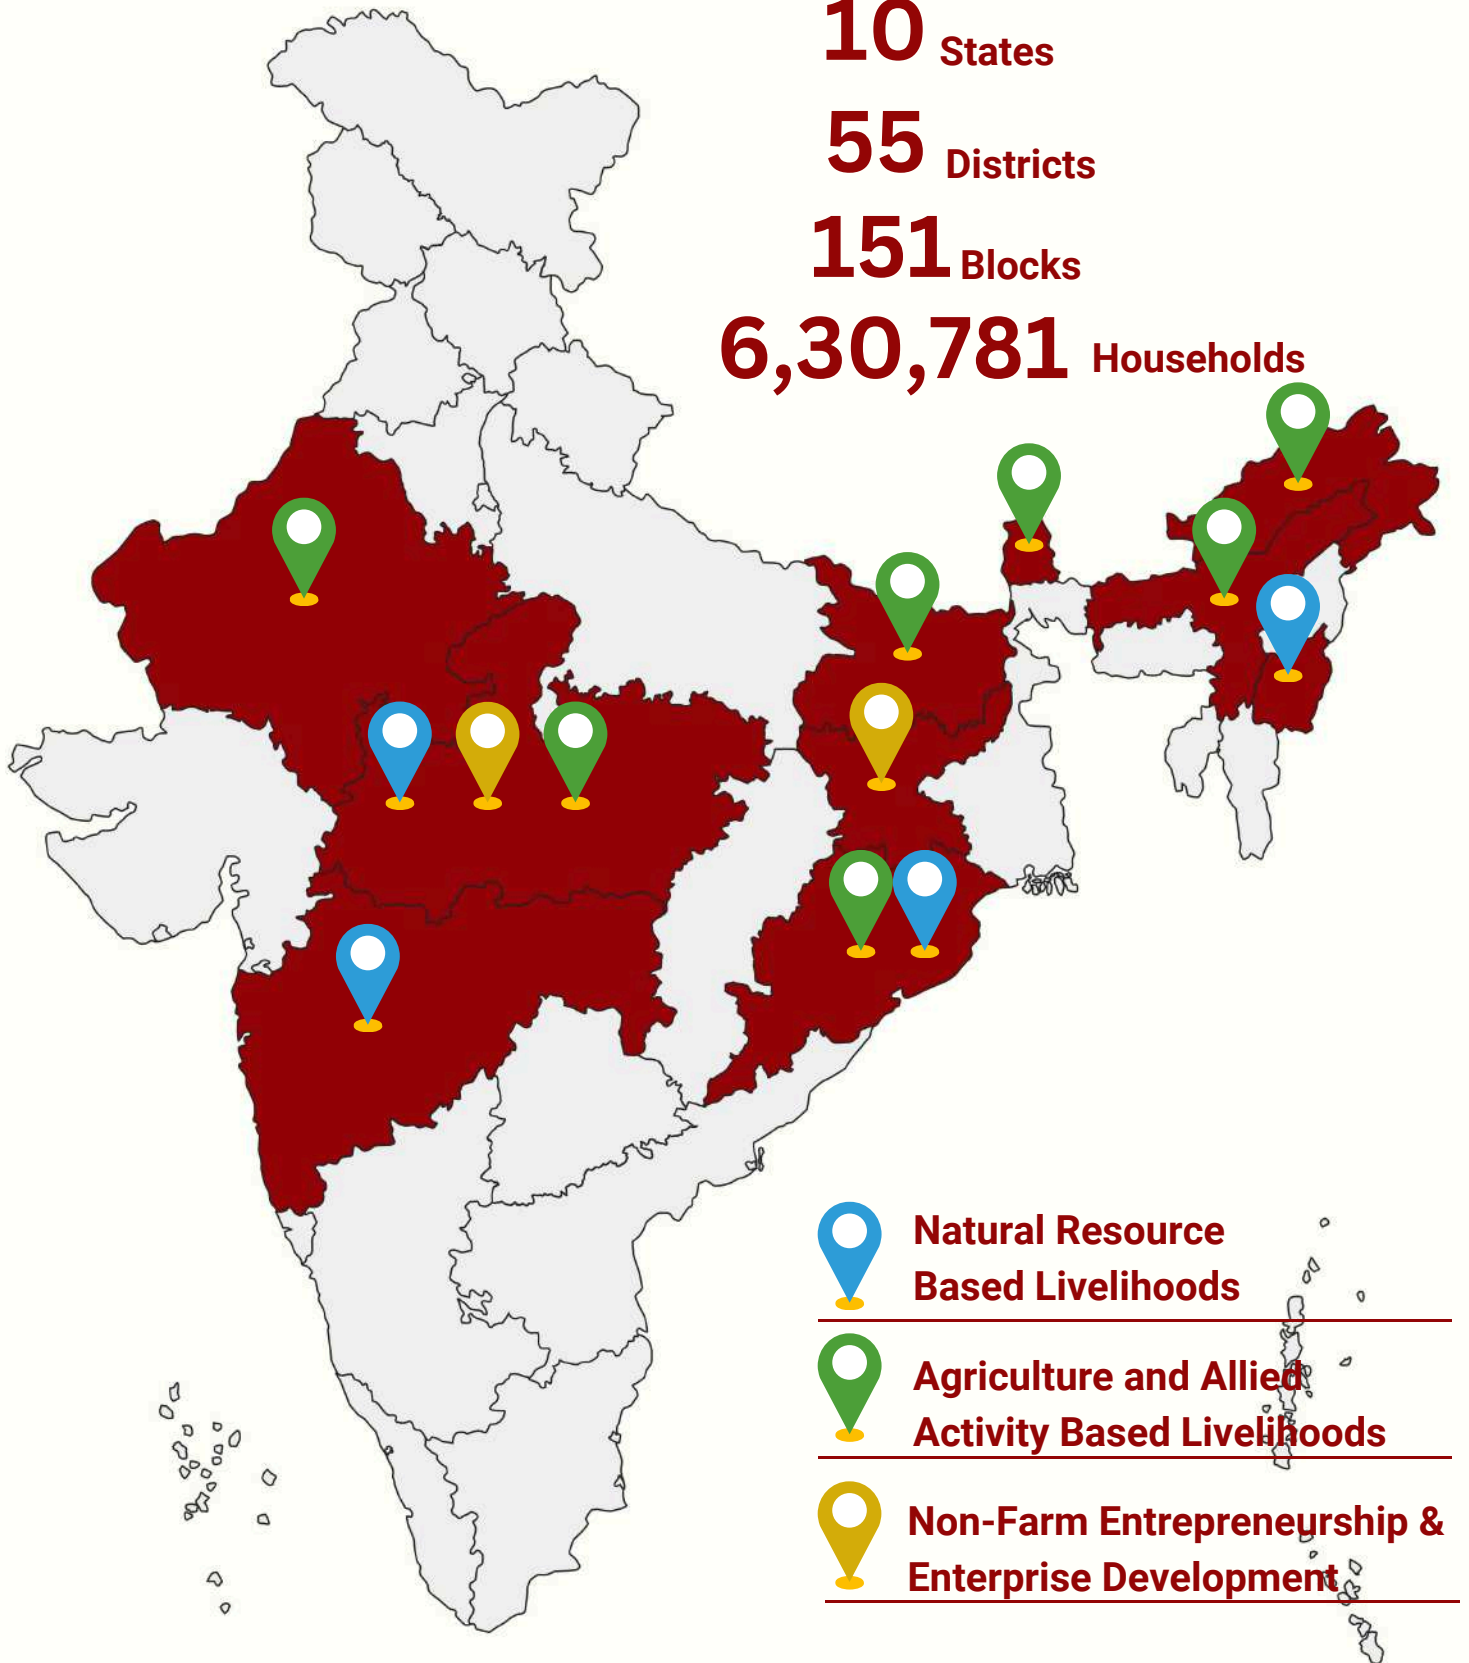 10 States
55 Districts
151 Blocks
6,30,781 Households
Natural Resource
Based Livelihoods
Agriculture and Allied
Activity Based Livelihoods
Non-Farm Entrepreneurship &
Enterprise Development